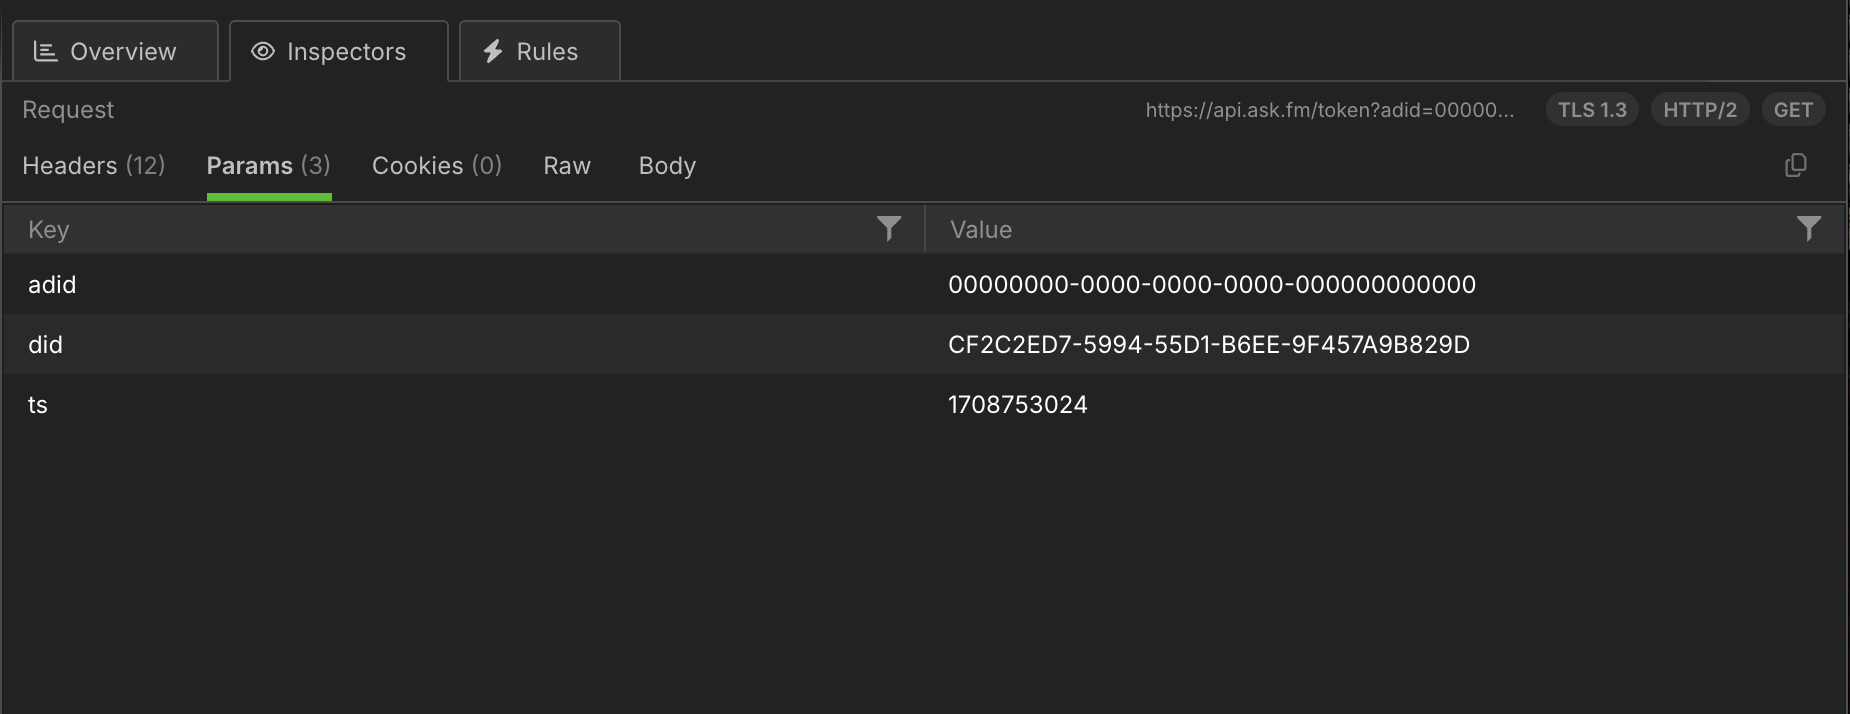 Overview Inspectors Rules
Request https://api.ask.fm/token?adid=00000... TLS 1.3 HTTP/2 GET
Headers (12) Params (3) Cookies (0) Raw Body
Key Value
adid 00000000-0000-0000-0000-000000000000
did CF2C2ED7-5994-55D1-B6EE-9F457A9B829D
ts 1708753024